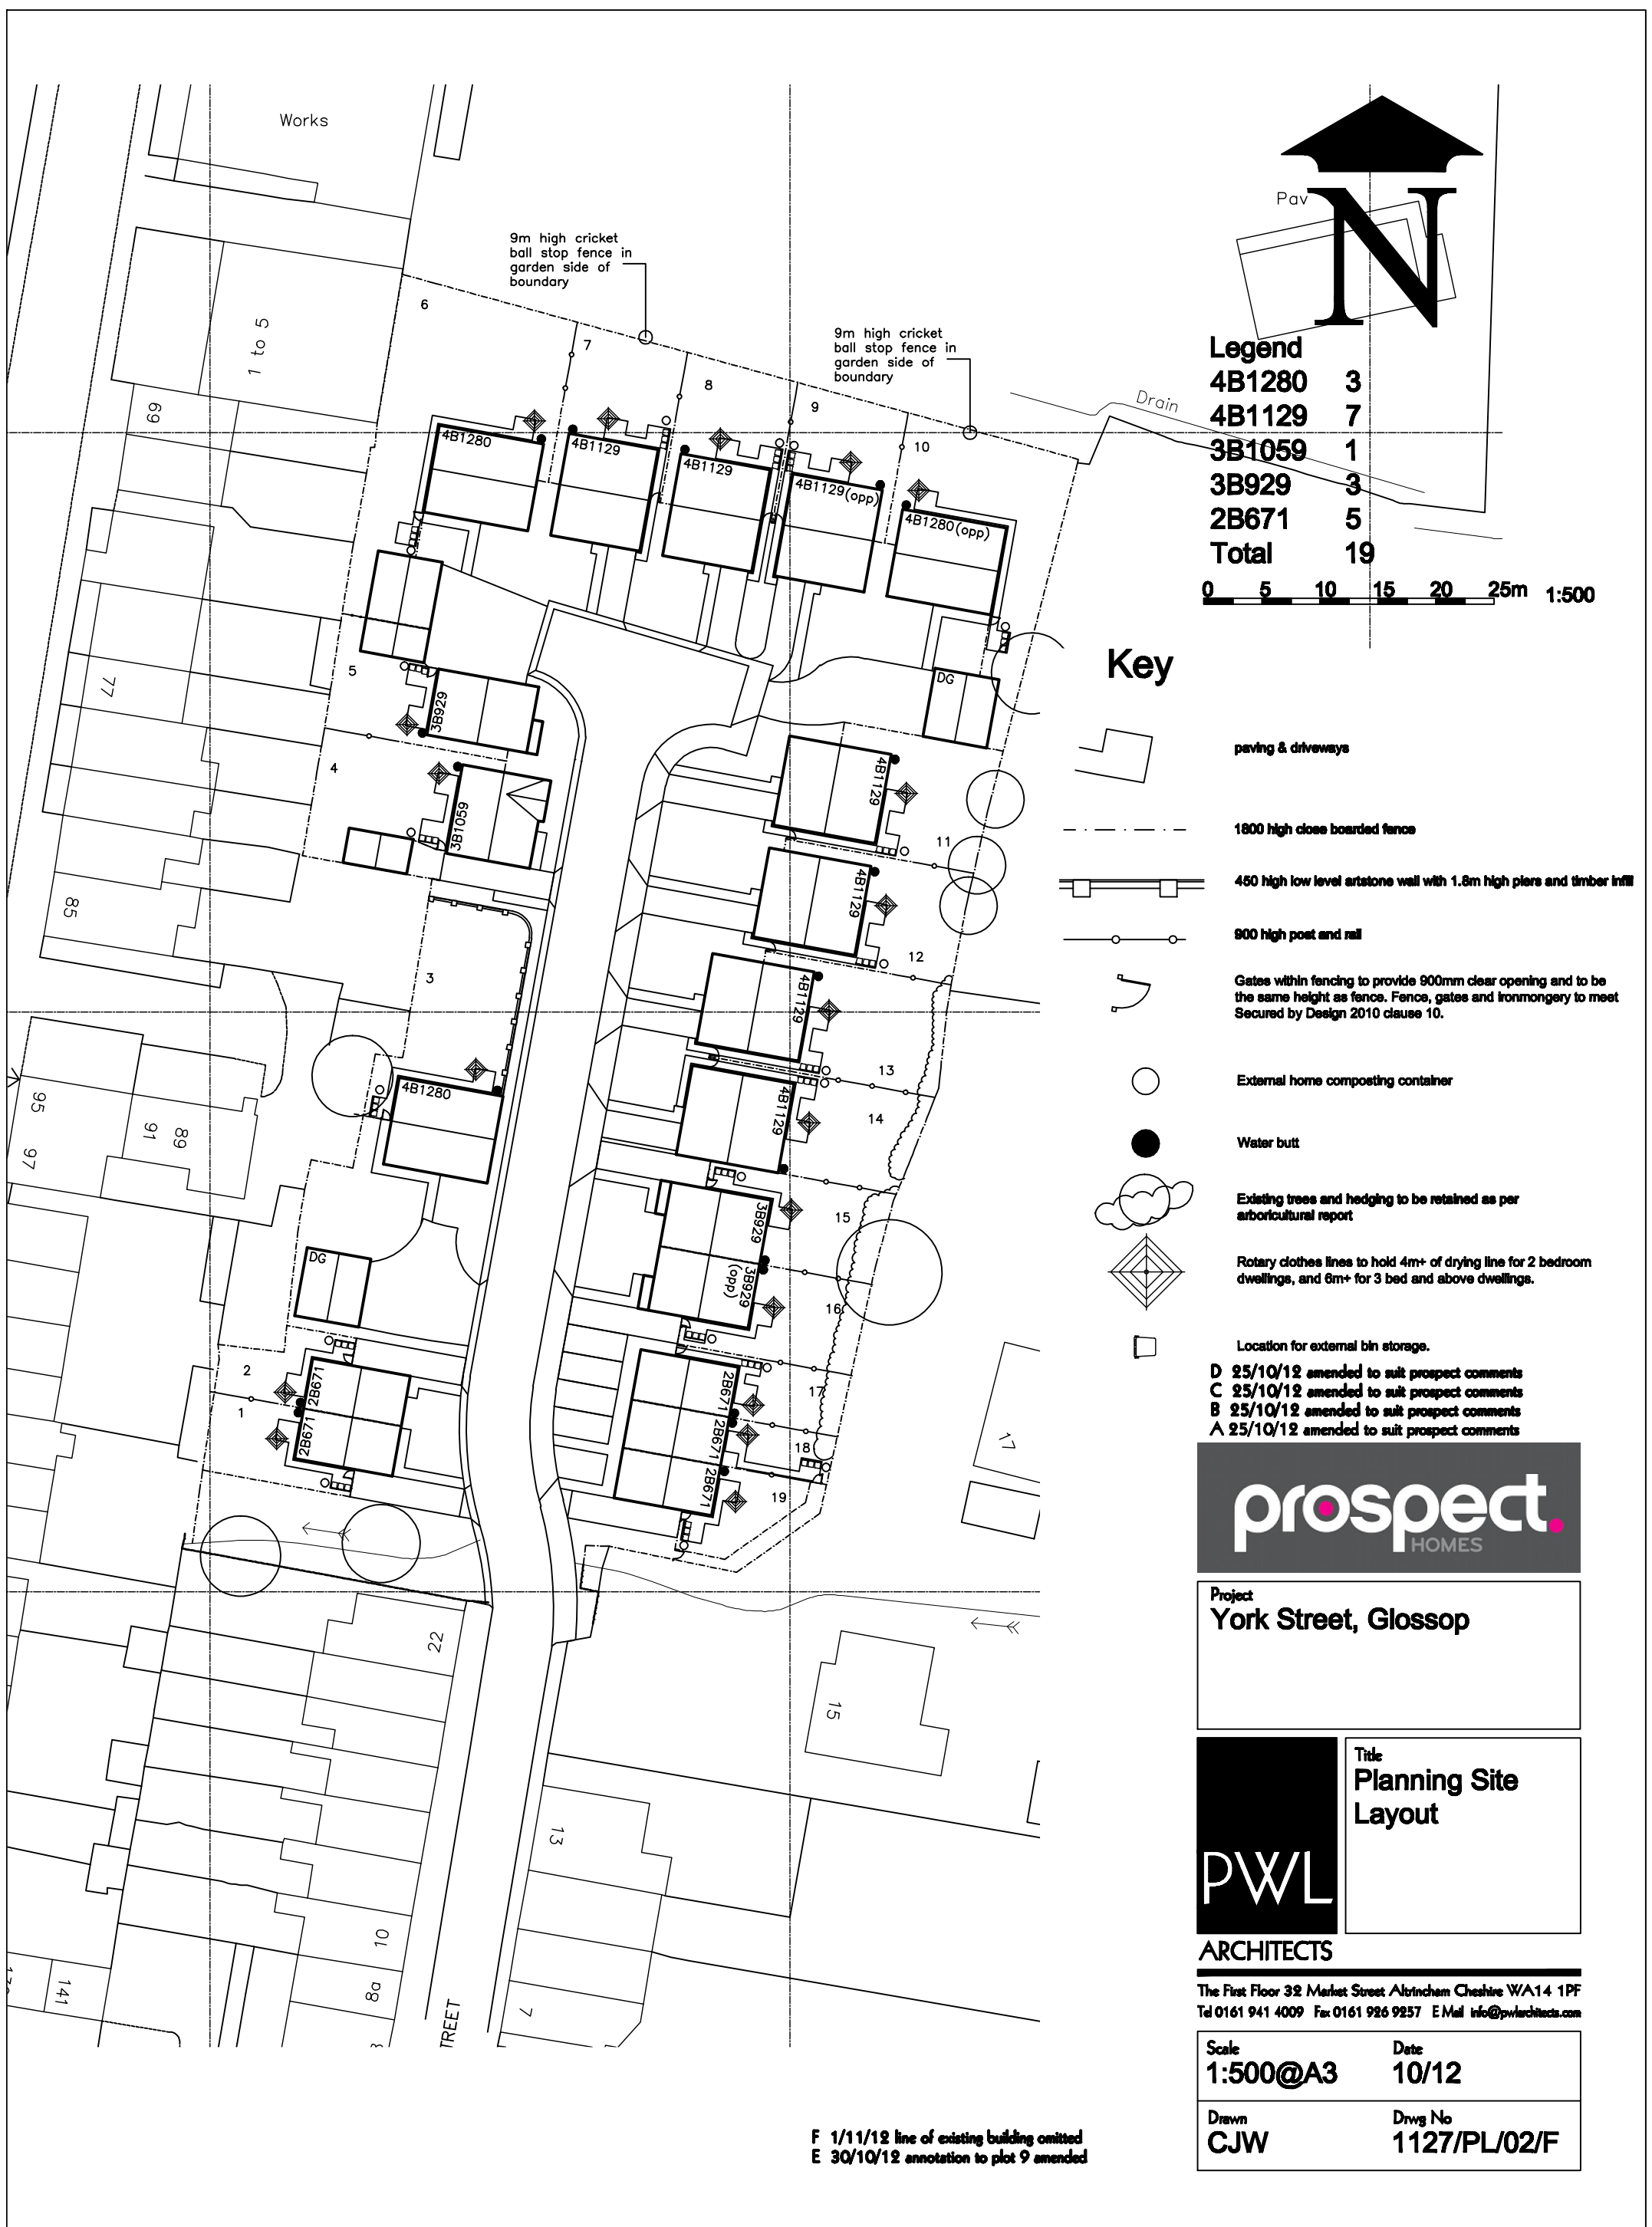 Works
9m high cricket
ball stop fence in
garden side of
boundary
9m high cricket
ball stop fence in
garden side of
boundary
Pav
N
Drain
Legend
4B1280 3
4B1129 7
3B1059 1
3B929 3
2B671 5
Total 19
0 5 10 15 20 25m 1:500
Key
paving & driveways
1800 high close boarded fence
450 high low level artstone wall with 1.8m high piers and timber infill
900 high post and rail
Gates within fencing to provide 900mm clear opening and to be
the same height as fence. Fence, gates and ironmongery to meet
Secured by Design 2010 clause 10.
External home composting container
Water butt
Existing trees and hedging to be retained as per
arboricultural report
Rotary clothes lines to hold 4m+ of drying line for 2 bedroom
dwellings, and 6m+ for 3 bed and above dwellings.
Location for external bin storage.
D 25/10/12 amended to suit prospect comments
C 25/10/12 amended to suit prospect comments
B 25/10/12 amended to suit prospect comments
A 25/10/12 amended to suit prospect comments
prospect.
HOMES
Project
York Street, Glossop
PWL
ARCHITECTS
Title
Planning Site
Layout
The First Floor 32 Market Street Altrincham Cheshire WA14 1PF
Tel 0161 941 4009 Fax 0161 926 9257 E Mail info@pwlarchitects.com
Scale
1:500@A3
Date
10/12
Drawn
CJW
Drwg No
1127/PL/02/F
F 1/11/12 line of existing building omitted
E 30/10/12 annotation to plot 9 amended
1 to 5
69
77
85
95
97
91
89
6
7
8
9
10
4B1280
4B1129
4B1129
4B1129(opp)
4B1280(opp)
5
3B929
4
3B1059
DG
4B1129
11
4B1129
12
3
4B1129
13
4B1280
4B1129
14
3B929
15
3B929
(opp)
16
DG
2
2B671
1
2B671
2B671
17
2B671
18
2B671
19
17
22
15
13
10
8a
141
7
TREET